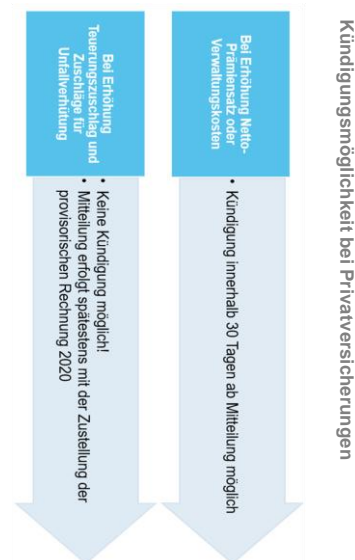 Kündigungsmöglichkeit bei Privatversicherungen
Bei Erhöhung Netto-
Prämiensatz oder
Verwaltungskosten
• Kündigung innerhalb 30 Tagen ab Mitteilung möglich
Bei Erhöhung
Teuerungszuschlag und
Zuschläge für
Unfallverhütung
• Keine Kündigung möglich!
• Mitteilung erfolgt spätestens mit der Zustellung der
provisorischen Rechnung 2020